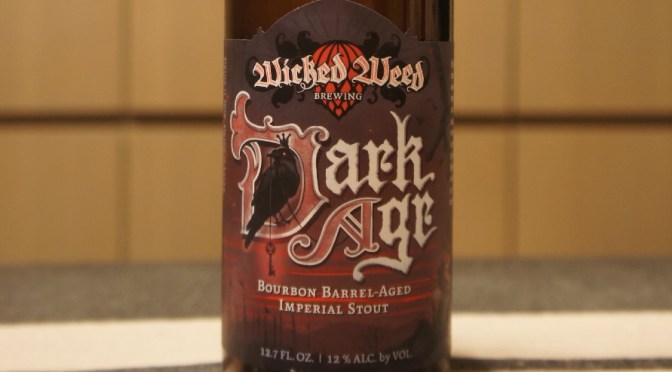 Wicked Weed
BREWING
Dark
Age
BOURBON BARREL-AGED
IMPERIAL STOUT
12.7 FL. OZ. | 12% ALC. by VOL.